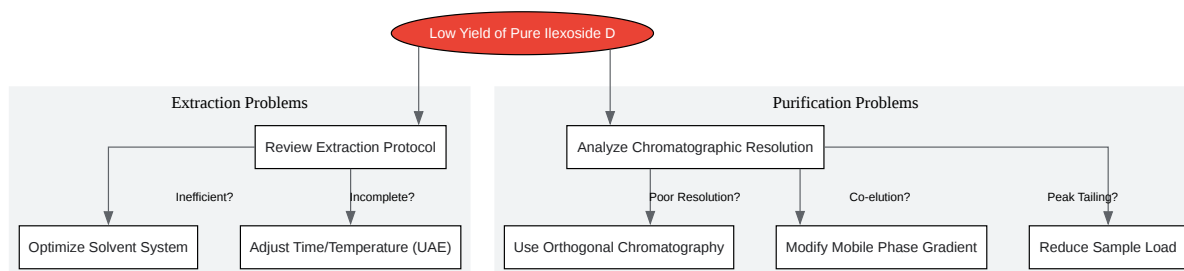 Low Yield of Pure Ilexoside D
Extraction Problems
Purification Problems
Review Extraction Protocol
Analyze Chromatographic Resolution
Inefficient?
Incomplete?
Poor Resolution?
Co-elution?
Peak Tailing?
Optimize Solvent System
Adjust Time/Temperature (UAE)
Use Orthogonal Chromatography
Modify Mobile Phase Gradient
Reduce Sample Load